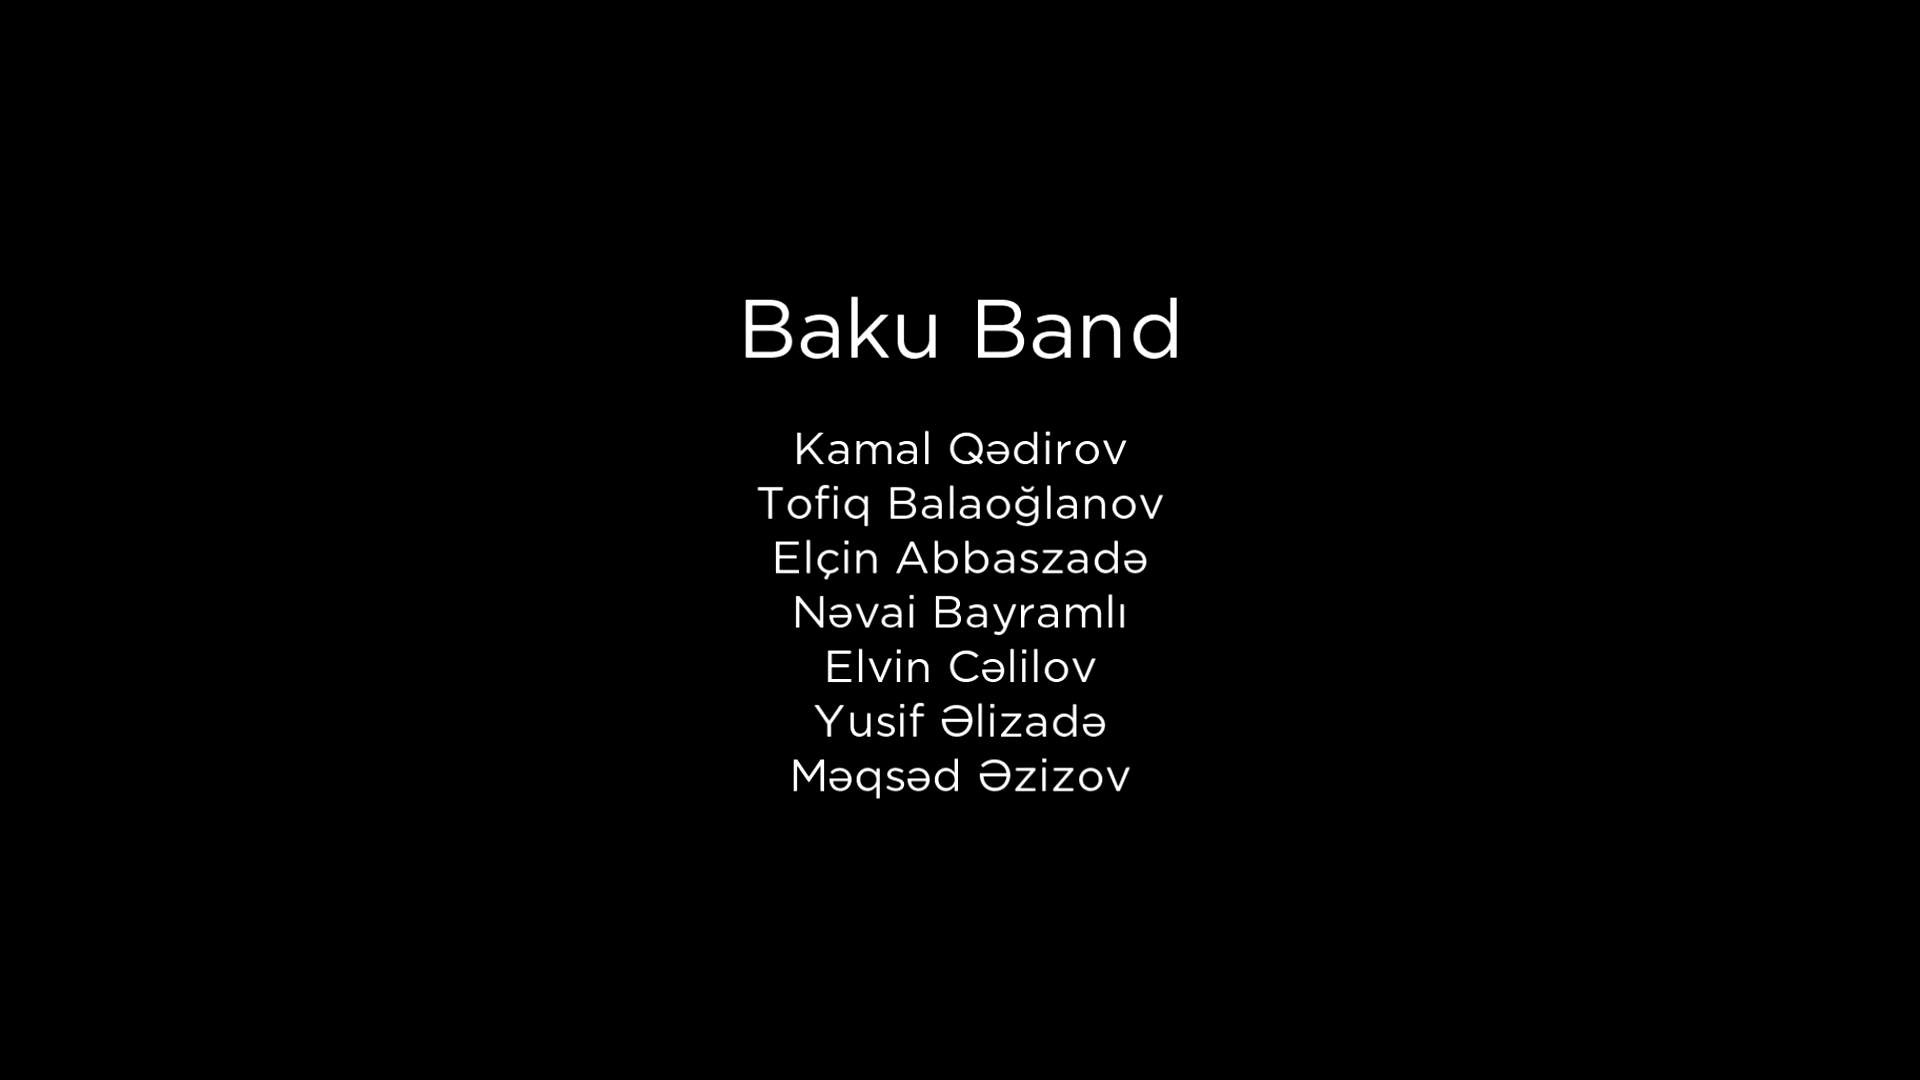 Baku Band
Kamal Qədirov
Tofiq Balaoğlanov
Elçin Abbaszadə
Nəvai Bayramlı
Elvin Cəlilov
Yusif Əlizadə
Məqsəd Əzizov